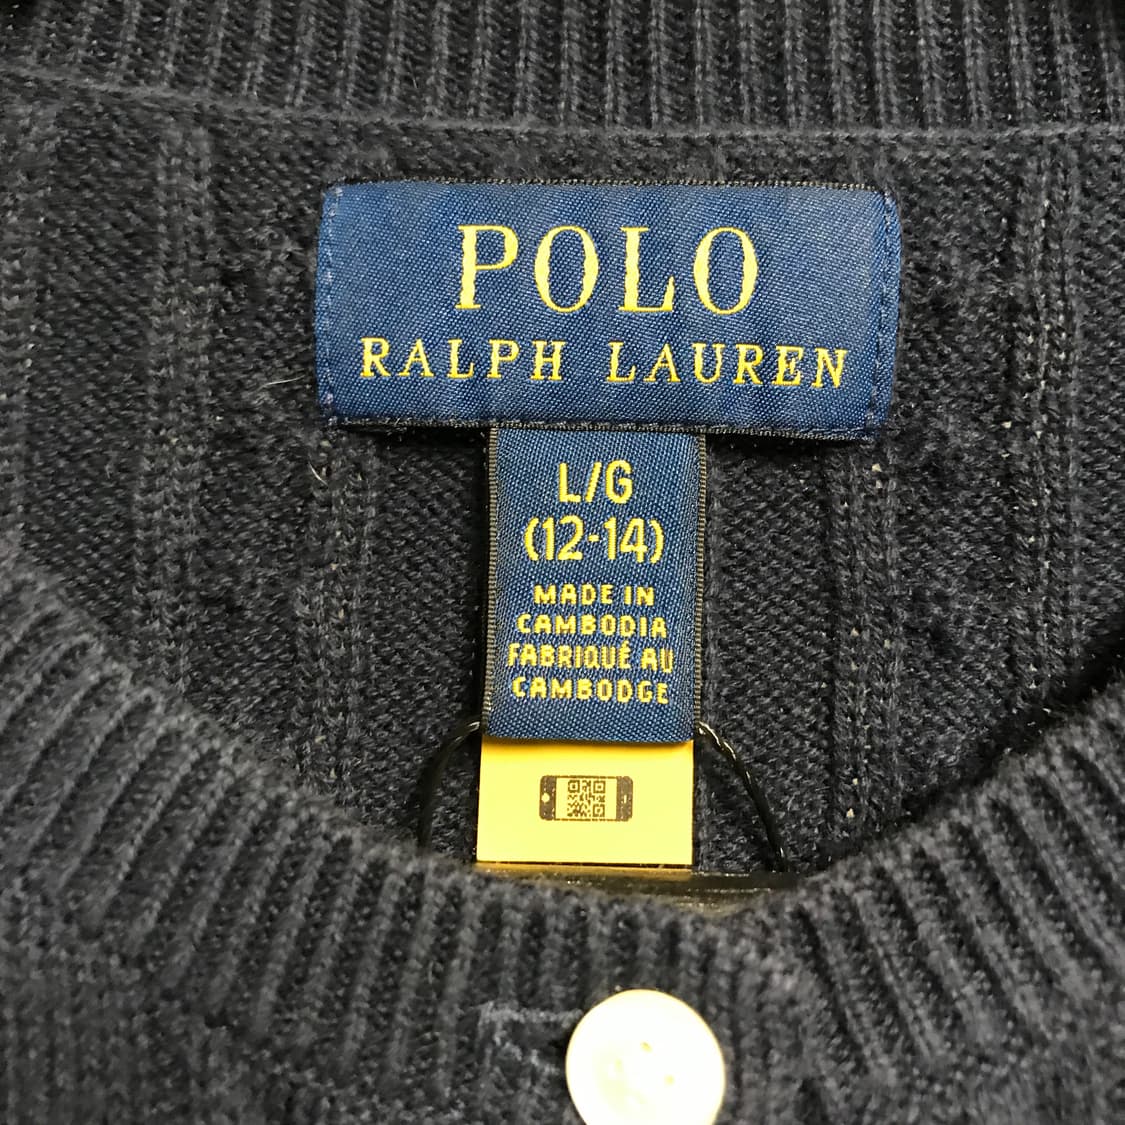 POLO
RALPH LAUREN
L/G
(12-14)
MADE IN
CAMBODIA
FABRIQUÉ AU
CAMBODGE